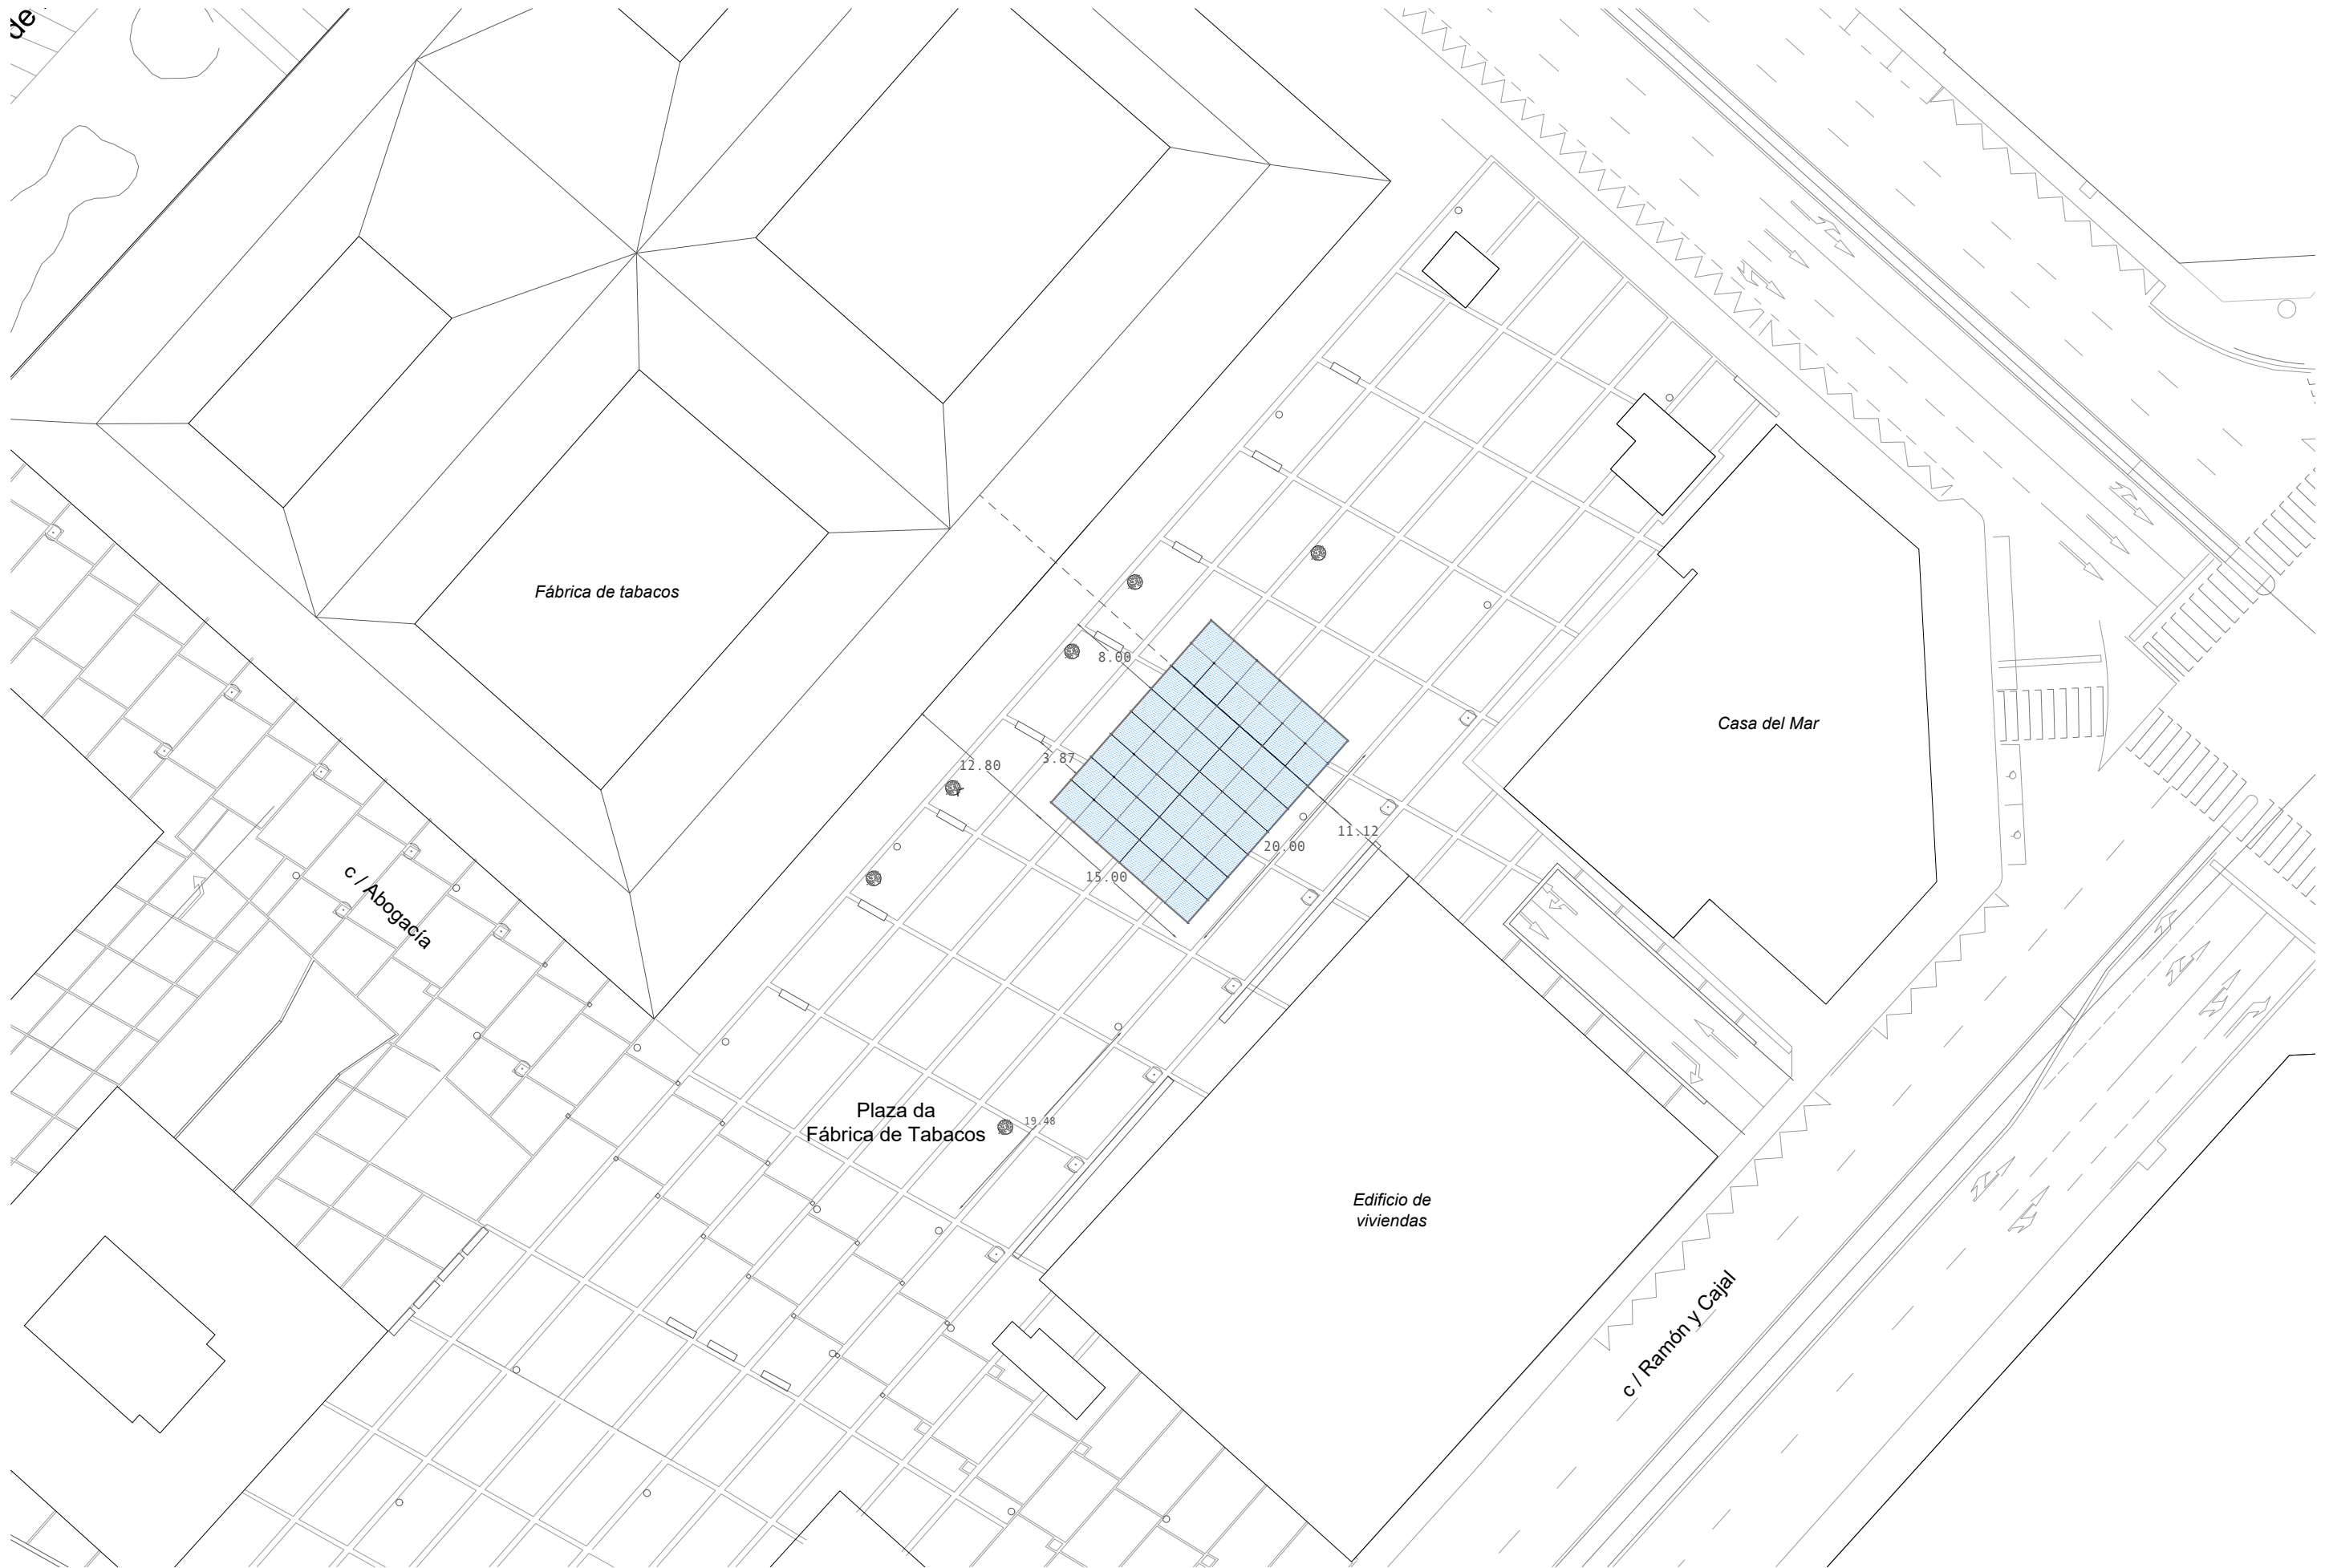 de
Fábrica de tabacos
8.00
Casa del Mar
3.87
12.80
11.12
20.00
15.00
c / Abogacía
Plaza da
Fábrica de Tabacos
19.48
Edificio de
viviendas
c / Ramón y Cajal